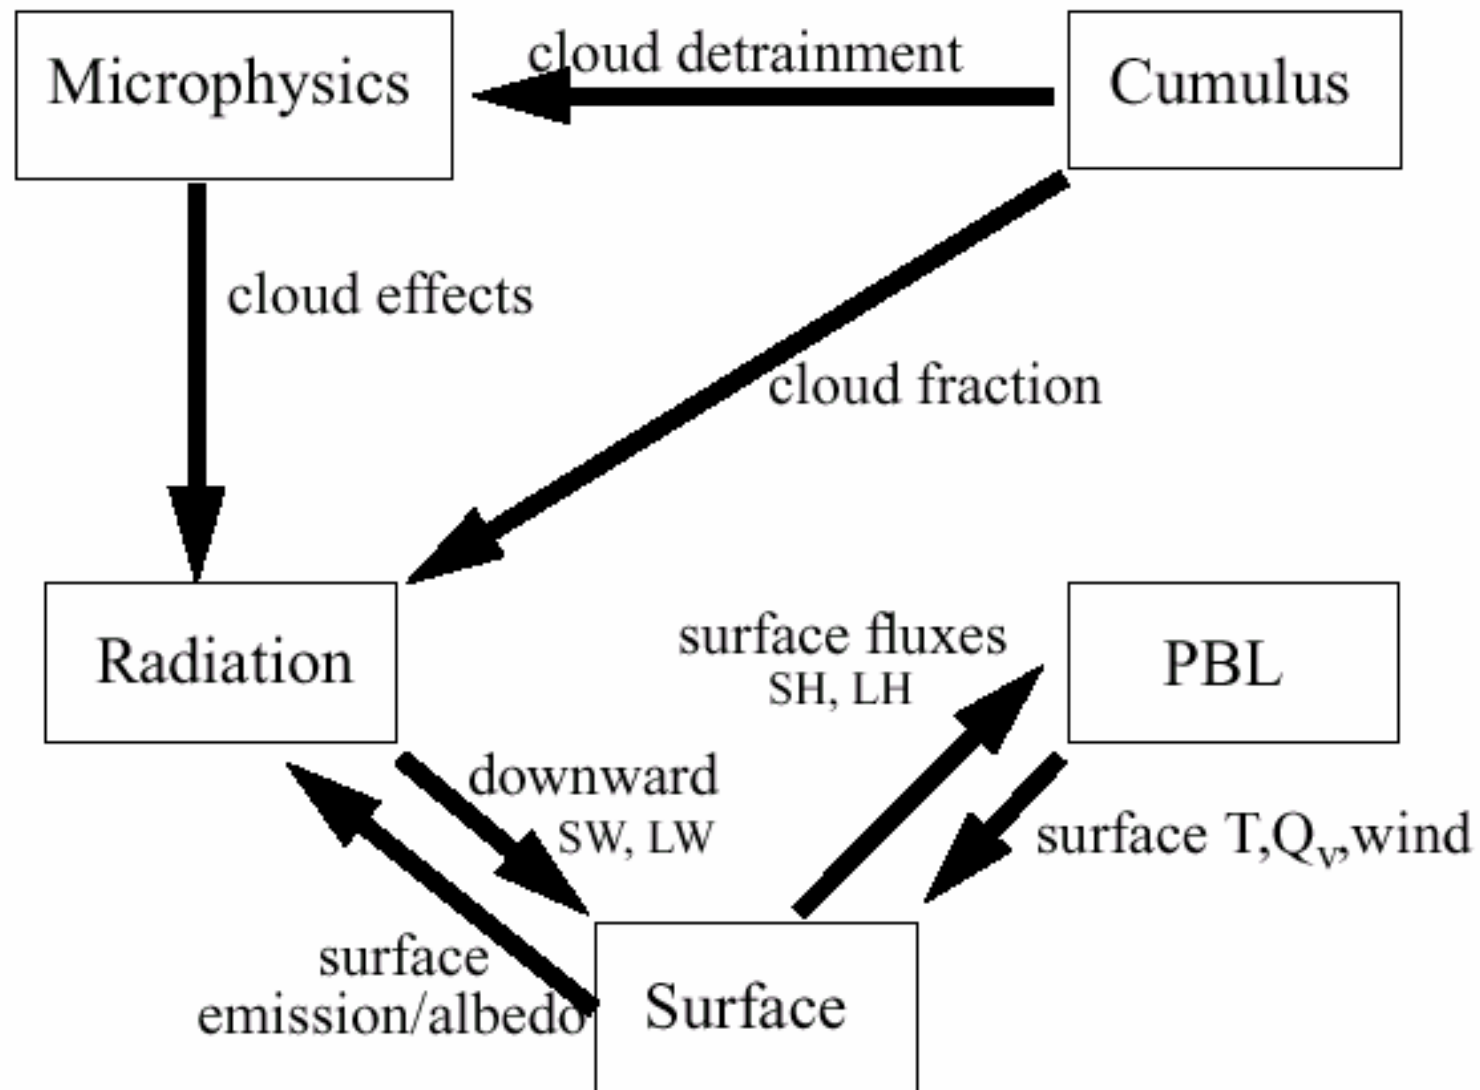 Microphysics
cloud detrainment
Cumulus
cloud effects
cloud fraction
Radiation
surface fluxes
SH, LH
PBL
downward
SW, LW
surface T,Qv,wind
surface
emission/albedo
Surface